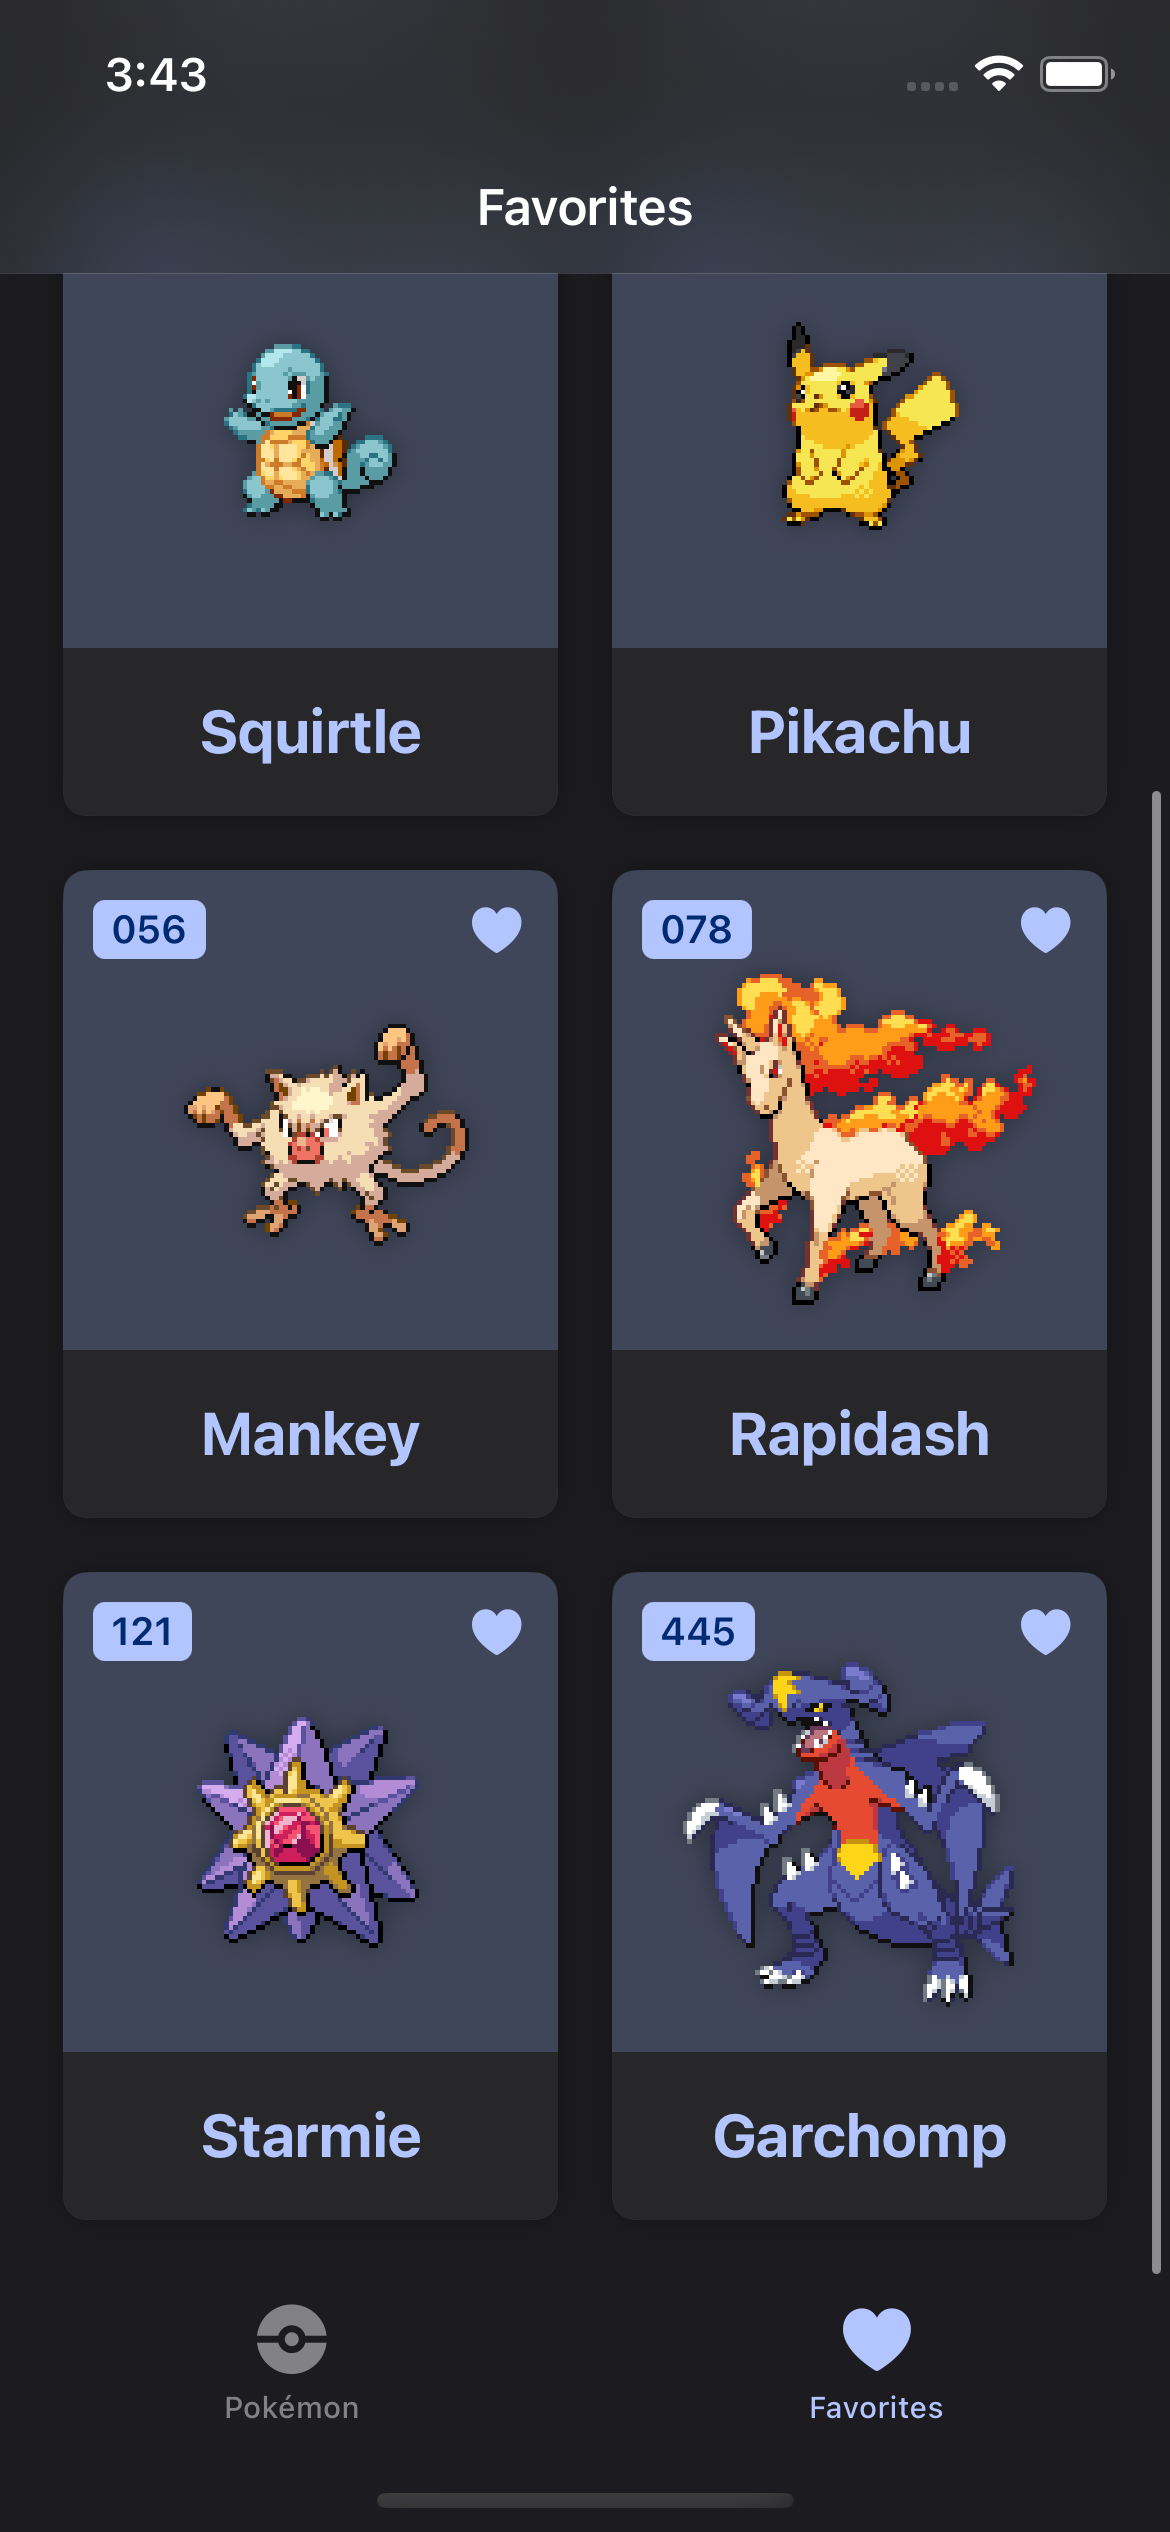 3:43
Favorites
Squirtle
Pikachu
056
078
Mankey
Rapidash
121
445
Starmie
Garchomp
Pokémon
Favorites